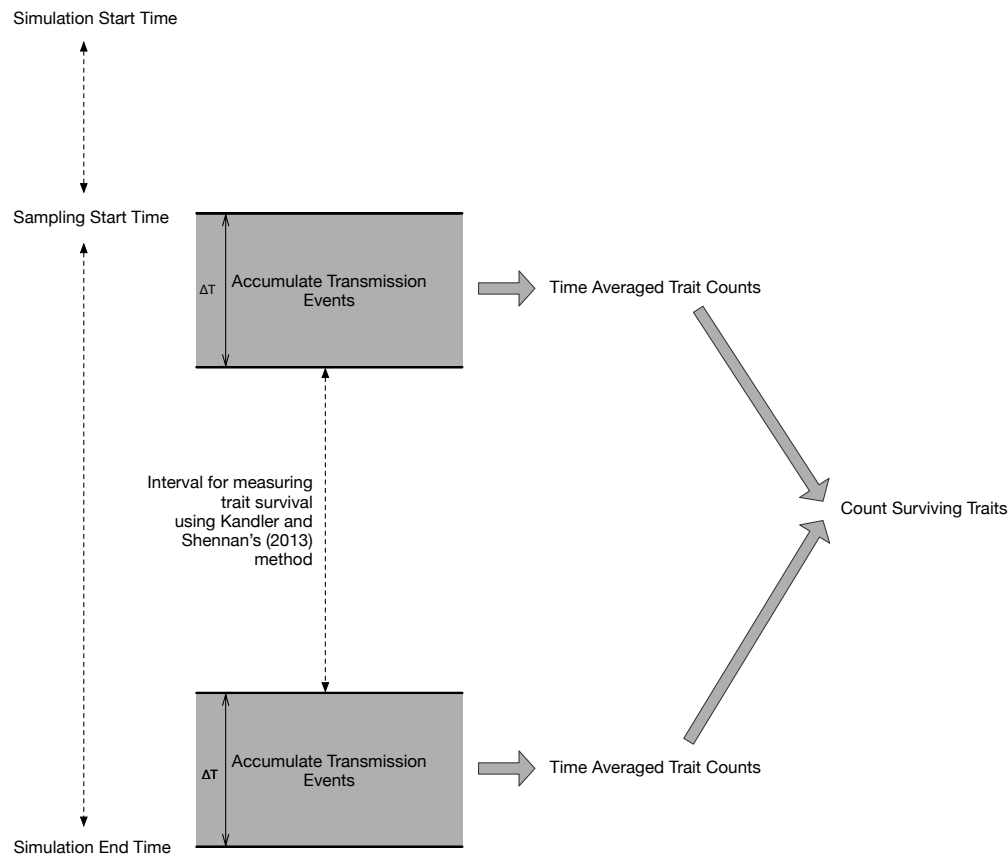 Simulation Start Time
Sampling Start Time
ΔT
Accumulate Transmission
Events
Time Averaged Trait Counts
Interval for measuring
trait survival
using Kandler and
Shennan’s (2013)
method
Count Surviving Traits
ΔT
Accumulate Transmission
Events
Time Averaged Trait Counts
Simulation End Time